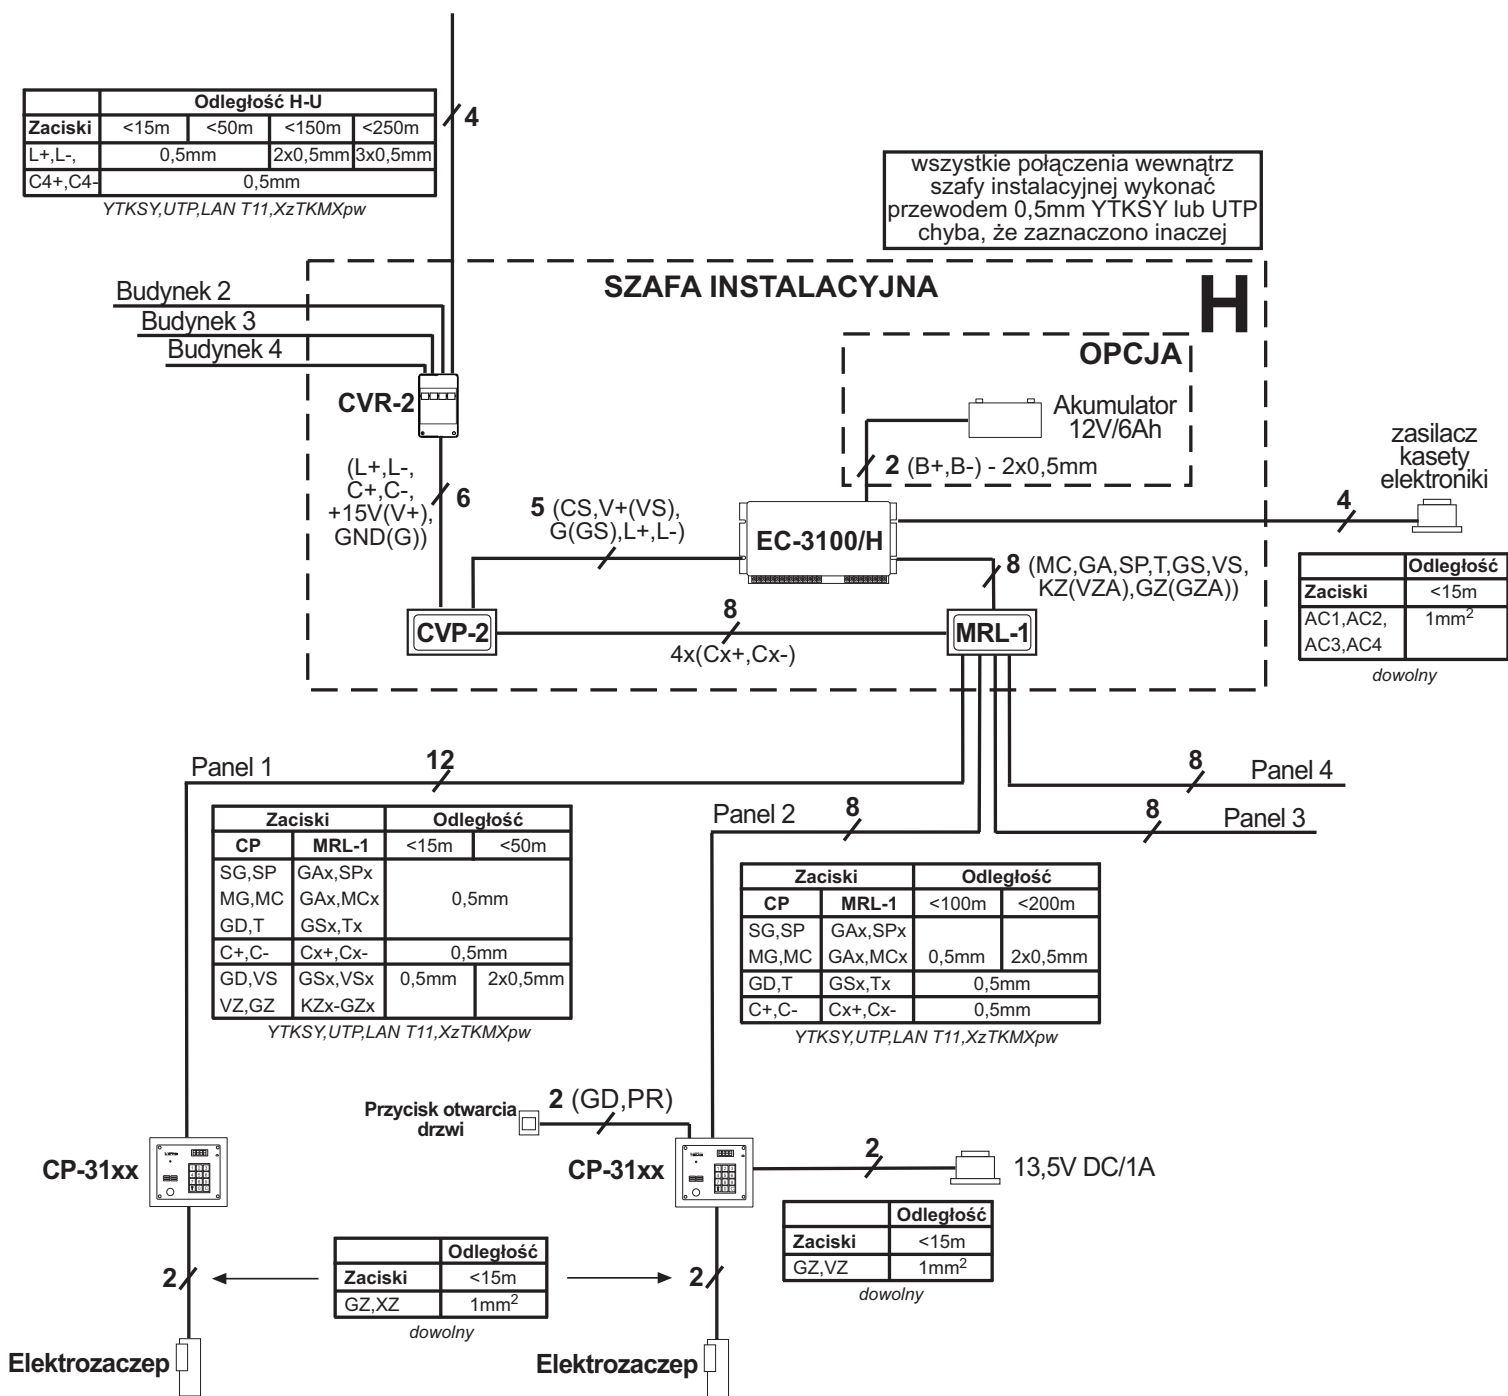 Odległość H-U
Zaciski <15m <50m <150m <250m
L+,L-, 0,5mm 2x0,5mm 3x0,5mm
C4+,C4- 0,5mm
YTKSY,UTP,LAN T11,XzTKMXpw
4
wszystkie połączenia wewnątrz
szafy instalacyjnej wykonać
przewodem 0,5mm YTKSY lub UTP
chyba, że zaznaczono inaczej
SZAFA INSTALACYJNA
H
Budynek 2
Budynek 3
Budynek 4
CVR-2
OPCJA
Akumulator
12V/6Ah
2 (B+,B-) - 2x0,5mm
(L+,L-,
C+,C-,
+15V(V+),
GND(G))
6
5 (CS,V+(VS),
G(GS),L+,L-)
EC-3100/H
4
zasilacz
kasety
elektroniki
8 (MC,GA,SP,T,GS,VS,
KZ(VZA),GZ(GZA))
Odległość
Zaciski <15m
AC1,AC2, 1mm²
AC3,AC4
dowolny
CVP-2
8
4x(Cx+,Cx-)
MRL-1
Panel 1
12
8
Panel 4
Panel 2
8
8
Panel 3
Zaciski Odległość
CP MRL-1 <15m <50m
SG,SP GAx,SPx
MG,MC GAx,MCx 0,5mm
GD,T GSx,Tx
C+,C- Cx+,Cx- 0,5mm
GD,VS GSx,VSx 0,5mm 2x0,5mm
VZ,GZ KZx-GZx
YTKSY,UTP,LAN T11,XzTKMXpw
Zaciski Odległość
CP MRL-1 <100m <200m
SG,SP GAx,SPx
MG,MC GAx,MCx 0,5mm 2x0,5mm
GD,T GSx,Tx 0,5mm
C+,C- Cx+,Cx- 0,5mm
YTKSY,UTP,LAN T11,XzTKMXpw
Przycisk otwarcia
drzwi
2 (GD,PR)
CP-31xx
CP-31xx
2
13,5V DC/1A
Odległość
Zaciski <15m
GZ,VZ 1mm²
dowolny
2
Odległość
Zaciski <15m
GZ,XZ 1mm²
dowolny
2
Elektrozaczep
Elektrozaczep